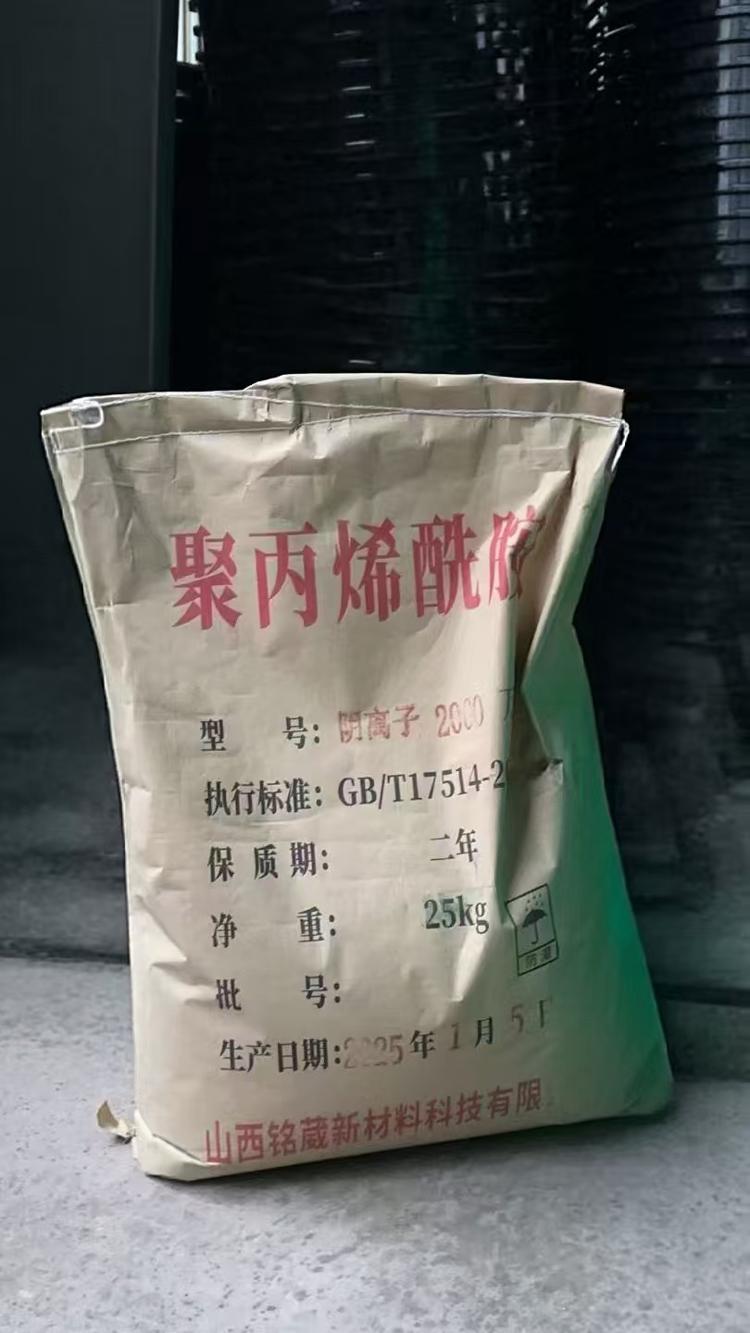 聚丙烯酰胺
型 号：阴离子 2000
执行标准：GB/T17514-2
保质期： 二年
净 重： 25kg
防潮
批 号：
生产日期：2025年1月5日
山西铭葳新材料科技有限